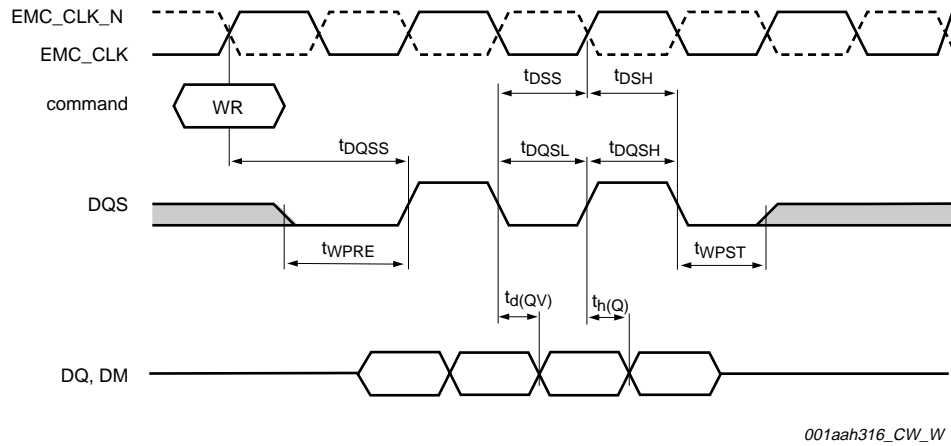 EMC_CLK_N
EMC_CLK
tDSS tDSH
command WR
tDQSS tDQSL tDQSH
DQS
tWPRE tWPST
td(QV) th(Q)
DQ, DM
001aah316_CW_W